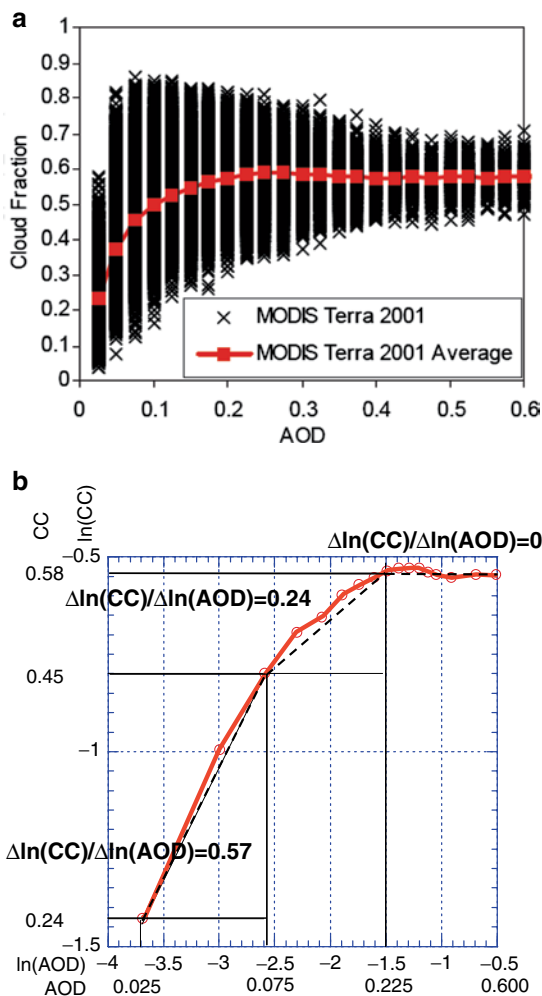 a
1
0.9
0.8
0.7
0.6
0.5
0.4
0.3
0.2
0.1
0
Cloud Fraction
MODIS Terra 2001
MODIS Terra 2001 Average
0 0.1 0.2 0.3 0.4 0.5 0.6
AOD
b
CC
ln(CC)
Δln(CC)/Δln(AOD)=0
−0.5
0.58
Δln(CC)/Δln(AOD)=0.24
0.45
−1
Δln(CC)/Δln(AOD)=0.57
0.24
−1.5
ln(AOD) −4 −3.5 −3 −2.5 −2 −1.5 −1 −0.5
AOD 0.025 0.075 0.225 0.600